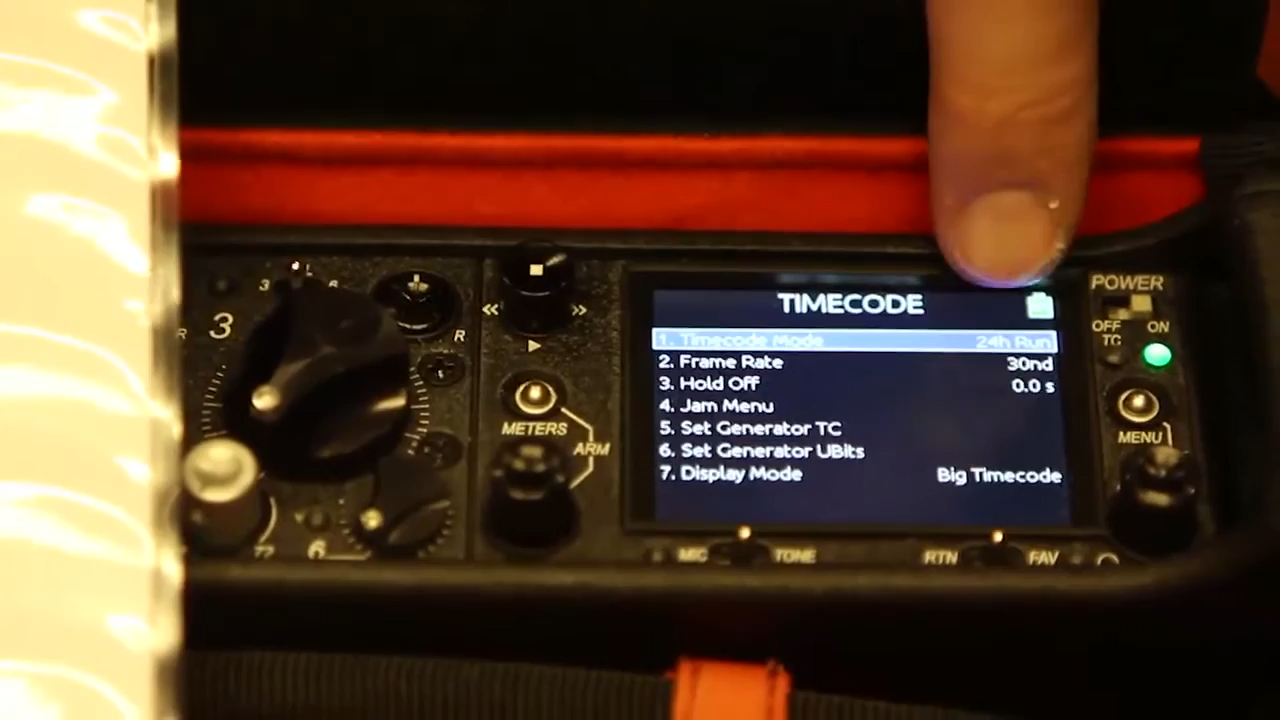 TIMECODE
1. Timecode Mode 24h Run
2. Frame Rate 30nd
3. Hold Off 0.0 s
4. Jam Menu
5. Set Generator TC
6. Set Generator UBits
7. Display Mode Big Timecode
POWER
OFF ON
TC
MENU
3 L 6
3
R
R
METERS
ARM
6
MIC TONE
RTN FAV